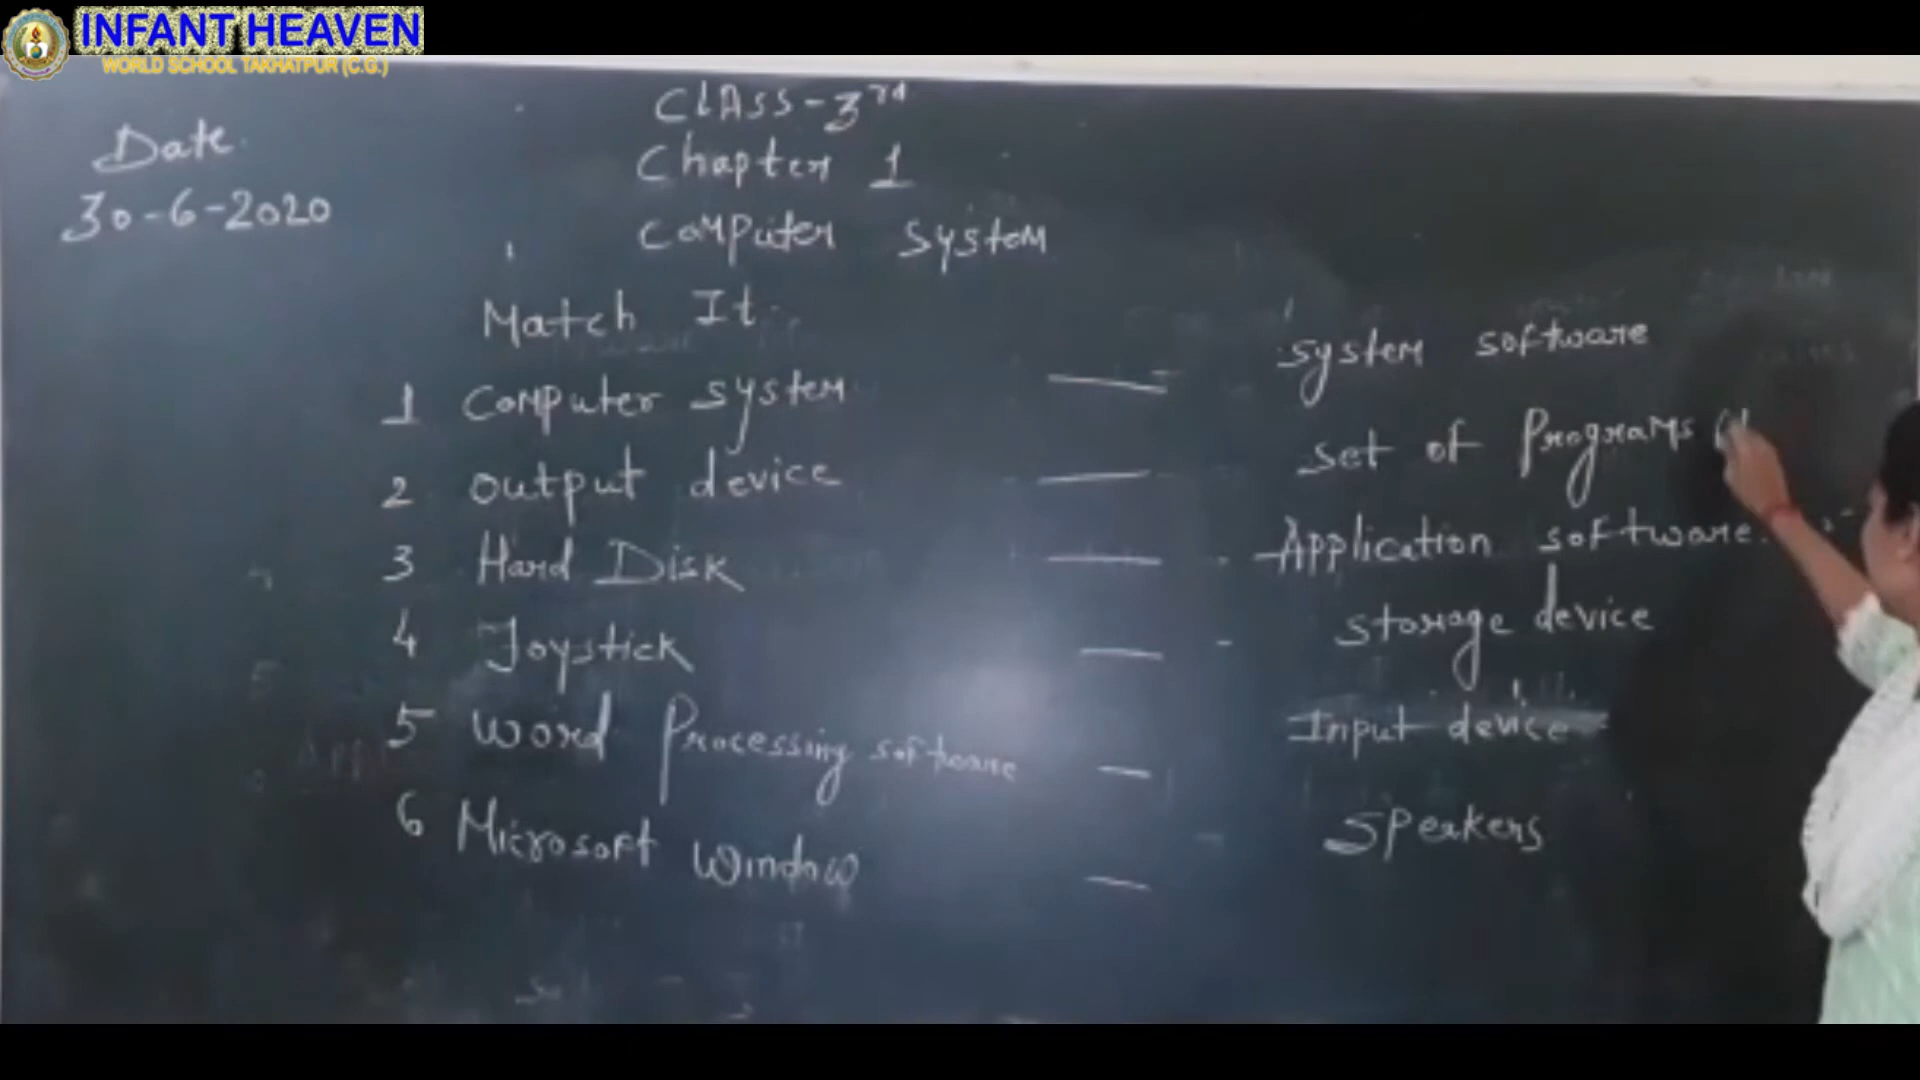 INFANT HEAVEN
WORLD SCHOOL TAKHATPUR (C.G.)
Date
30-6-2020
ClAss-3rd
Chapter 1
Computer System
Match It
1 Computer system — System software
2 Output device — Set of Programs
3 Hard Disk — Application software
4 Joystick — Storage device
5 Word Processing software — Input device
6 Microsoft Window — Speakers